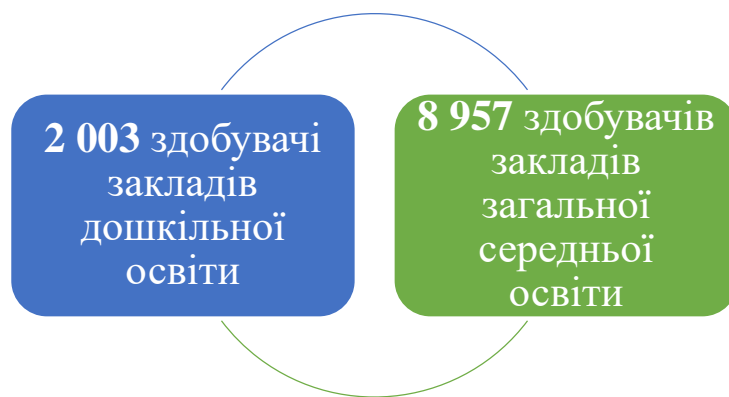 2 003 здобувачі
закладів
дошкільної
освіти
8 957 здобувачів
закладів
загальної
середньої
освіти